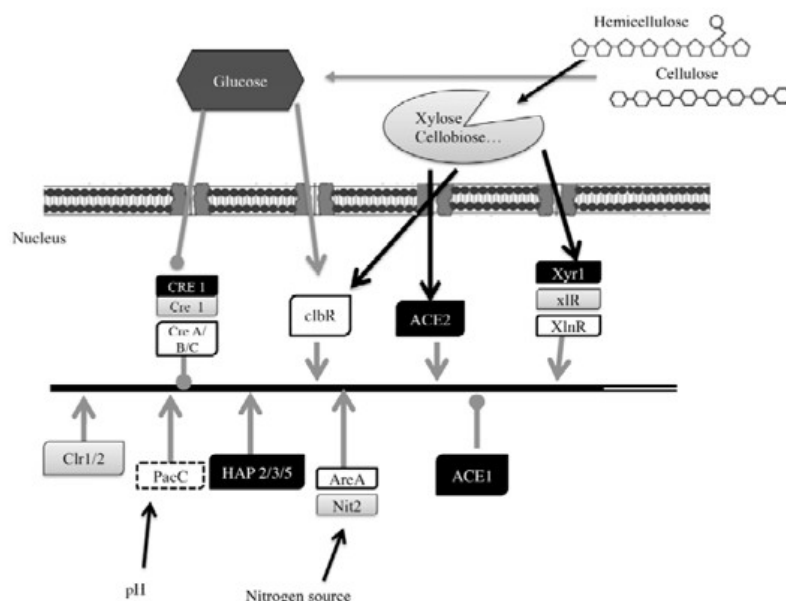 Hemicellulose
Glucose
Cellulose
Xylose
Cellobiose...
Nucleus
CRE 1
Cre 1
Cre A/
B/C
clbR
ACE2
Xyr1
xlR
XlnR
Clr1/2
PacC
HAP 2/3/5
AreA
Nit2
ACE1
pH
Nitrogen source